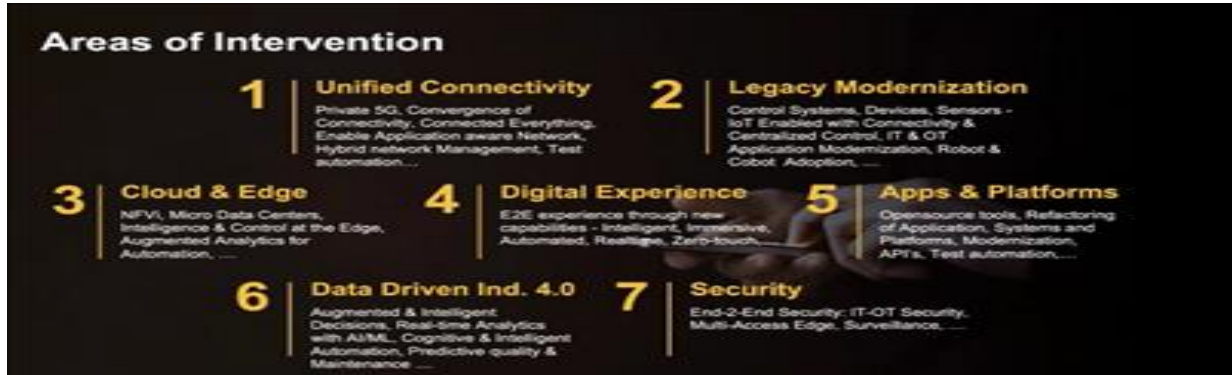 Areas of Intervention
1
Unified Connectivity
Private 5G, Convergence of
Connectivity, Connected Everything,
Enable Application aware Network,
Hybrid network Management, Test
automation....
2
Legacy Modernization
Control Systems, Devices, Sensors -
IoT Enabled with Connectivity &
Centralized Control, IT & OT
Application Modernization, Robot &
Cobot Adoption, ....
3
Cloud & Edge
NFVi, Micro Data Centers,
Intelligence & Control at the Edge,
Augmented Analytics for
Automation, ....
4
Digital Experience
E2E experience through new
capabilities - Intelligent, Immersive,
Automated, Realtime, Zero-touch,....
5
Apps & Platforms
Opensource tools, Refactoring
of Application, Systems and
Platforms, Modernization,
API's, Test automation,....
6
Data Driven Ind. 4.0
Augmented & Intelligent
Decisions, Real-time Analytics
with AI/ML, Cognitive & Intelligent
Automation, Predictive quality &
Maintenance ....
7
Security
End-2-End Security: IT-OT Security,
Multi-Access Edge, Surveillance, ....